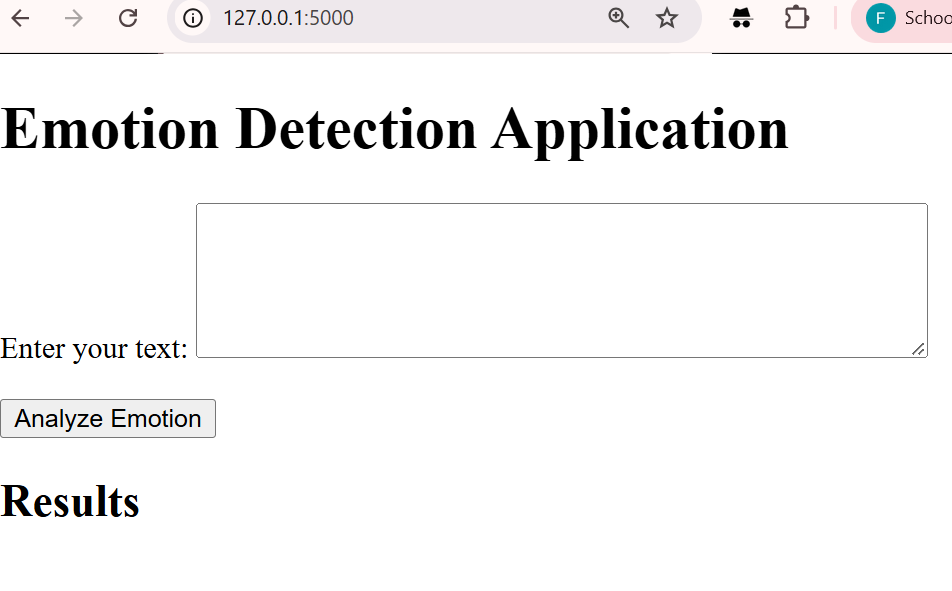 127.0.0.1:5000
F Schoo
Emotion Detection Application
Enter your text:
Analyze Emotion
Results